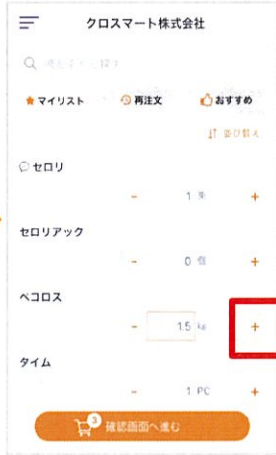 クロスマート株式会社
マイリスト 再注文 おすすめ
並び替え
セロリ
- 1 束 +
セロリアック
- 0 個 +
ペコロス
- 1.5 kg +
タイム
- 1 PC +
3 確認画面へ進む